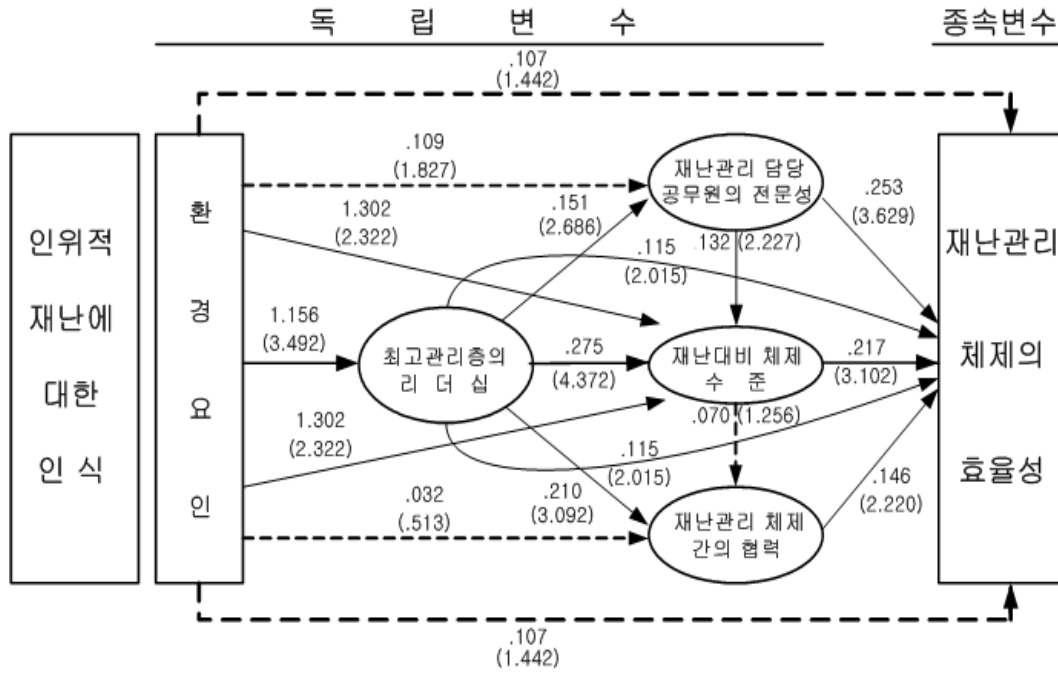 독 립 변 수
종속변수
.107
(1.442)
인위적
재난에
대한
인 식
환
경
요
인
.109
(1.827)
1.302
(2.322)
.151
(2.686)
재난관리 담당
공무원의 전문성
.253
(3.629)
.115
(2.015)
.132 (2.227)
1.156
(3.492)
최고관리층의
리 더 십
.275
(4.372)
재난대비 체제
수 준
.217
(3.102)
재난관리
체제의
효율성
1.302
(2.322)
.070 (1.256)
.115
(2.015)
.032
(.513)
.210
(3.092)
재난관리 체제
간의 협력
.146
(2.220)
.107
(1.442)